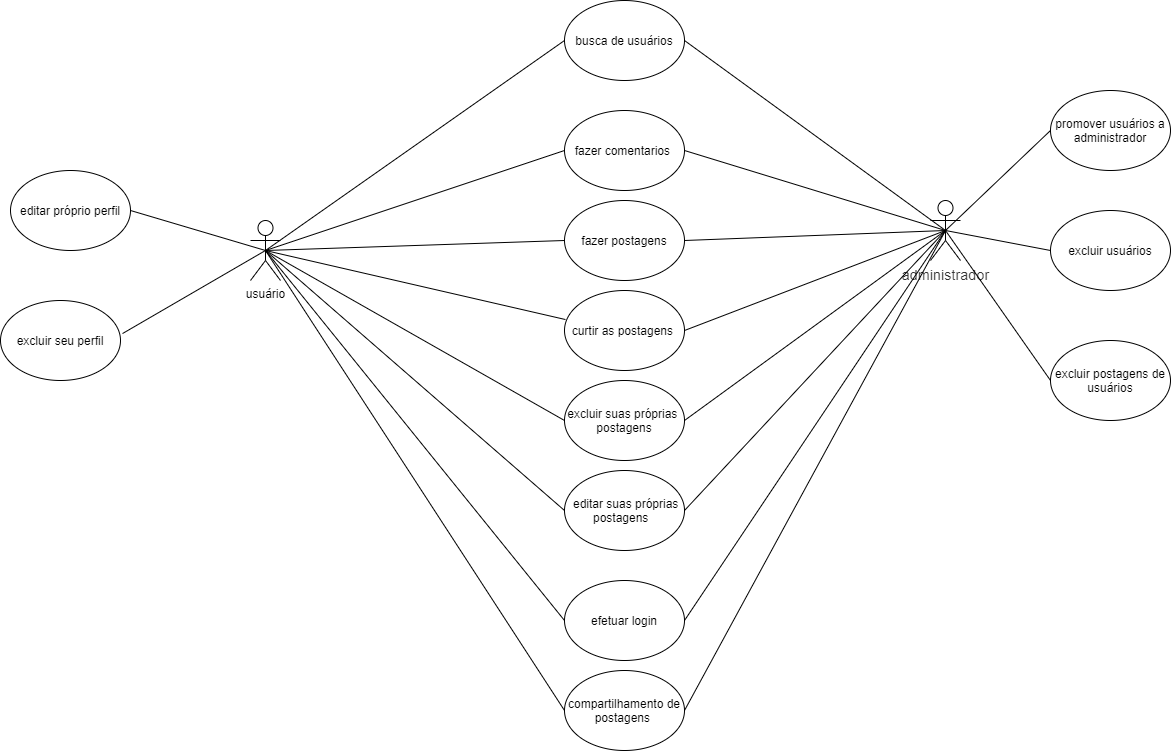 busca de usuários
promover usuários a
administrador
fazer comentarios
editar próprio perfil
fazer postagens
excluir usuários
administrador
usuário
curtir as postagens
excluir seu perfil
excluir postagens de
usuários
excluir suas próprias
postagens
editar suas próprias
postagens
efetuar login
compartilhamento de
postagens